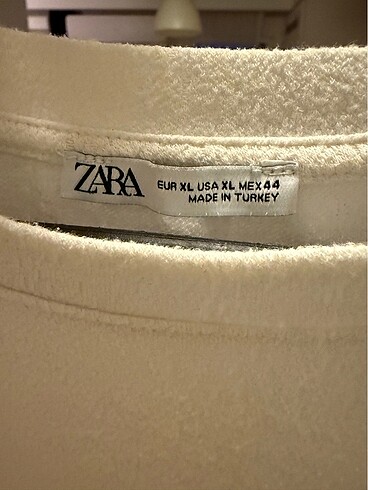 ZARA
EUR XL USA XL MEX 44
MADE IN TURKEY